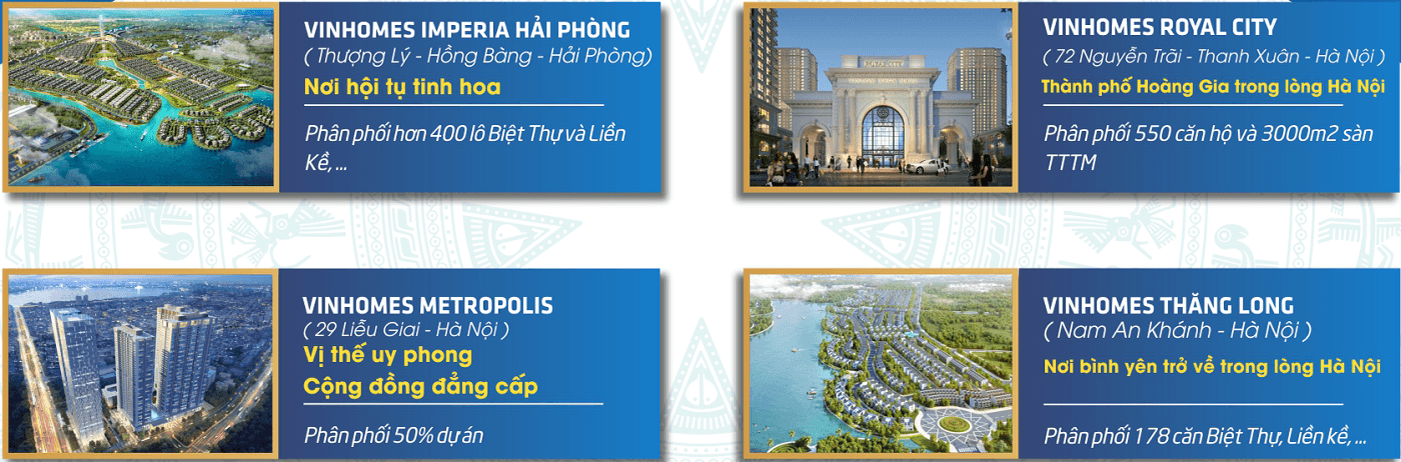 VINHOMES IMPERIA HẢI PHÒNG
( Thượng Lý - Hồng Bàng - Hải Phòng)
Nơi hội tụ tinh hoa
Phân phối hơn 400 lô Biệt Thự và Liền
Kề, ...
VINHOMES ROYAL CITY
( 72 Nguyễn Trãi - Thanh Xuân - Hà Nội )
Thành phố Hoàng Gia trong lòng Hà Nội
Phân phối 550 căn hộ và 3000m2 sàn
TTTM
ROYAL CITY
VINHOMES METROPOLIS
( 29 Liễu Giai - Hà Nội )
Vị thế uy phong
Cộng đồng đẳng cấp
Phân phối 50% dự án
VINHOMES THĂNG LONG
( Nam An Khánh - Hà Nội )
Nơi bình yên trở về trong lòng Hà Nội
Phân phối 178 căn Biệt Thự, Liền kề, ...